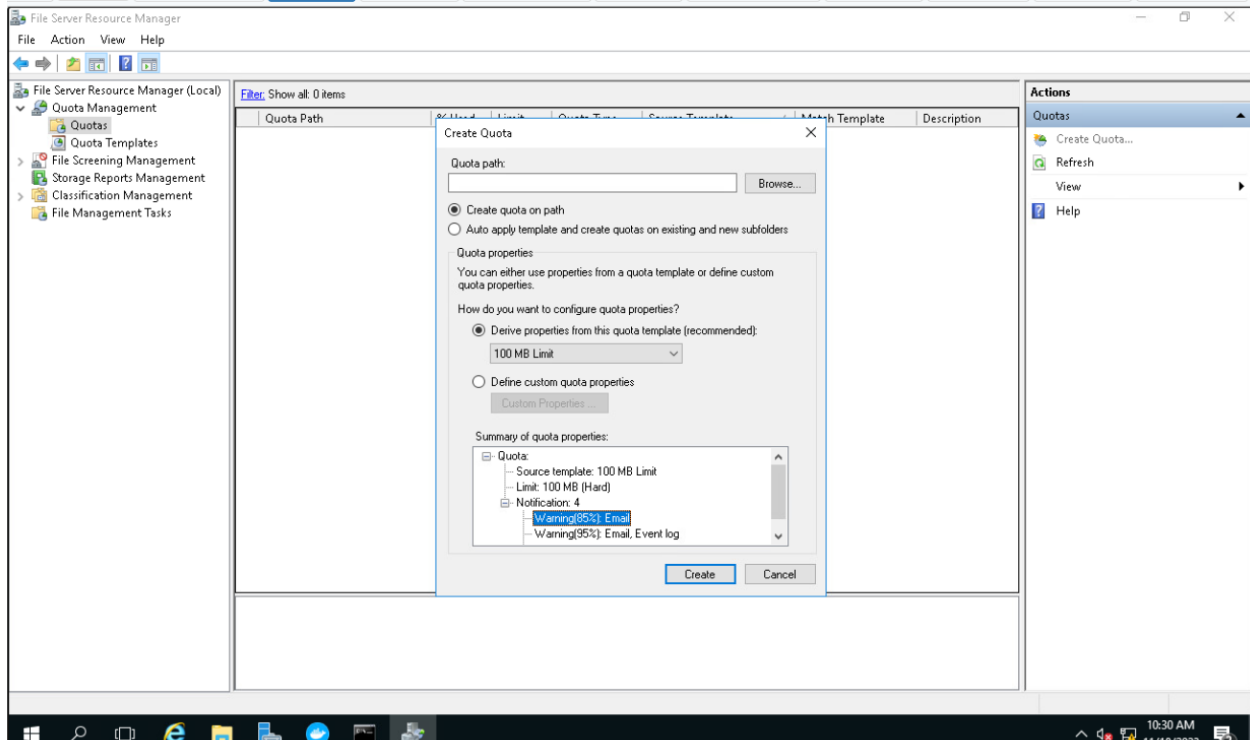 File Server Resource Manager
File Action View Help
File Server Resource Manager (Local)
Quota Management
Quotas
Quota Templates
File Screening Management
Storage Reports Management
Classification Management
File Management Tasks
Filter: Show all: 0 items
Quota Path % Used Limit Quota Type Source Template Match Template Description
Create Quota
Quota path:
Browse...
Create quota on path
Auto apply template and create quotas on existing and new subfolders
Quota properties
You can either use properties from a quota template or define custom
quota properties.
How do you want to configure quota properties?
Derive properties from this quota template (recommended):
100 MB Limit
Define custom quota properties
Custom Properties ...
Summary of quota properties:
Quota:
Source template: 100 MB Limit
Limit: 100 MB (Hard)
Notification: 4
Warning(85%): Email
Warning(95%): Email, Event log
Create Cancel
Actions
Quotas
Create Quota...
Refresh
View
Help
10:30 AM